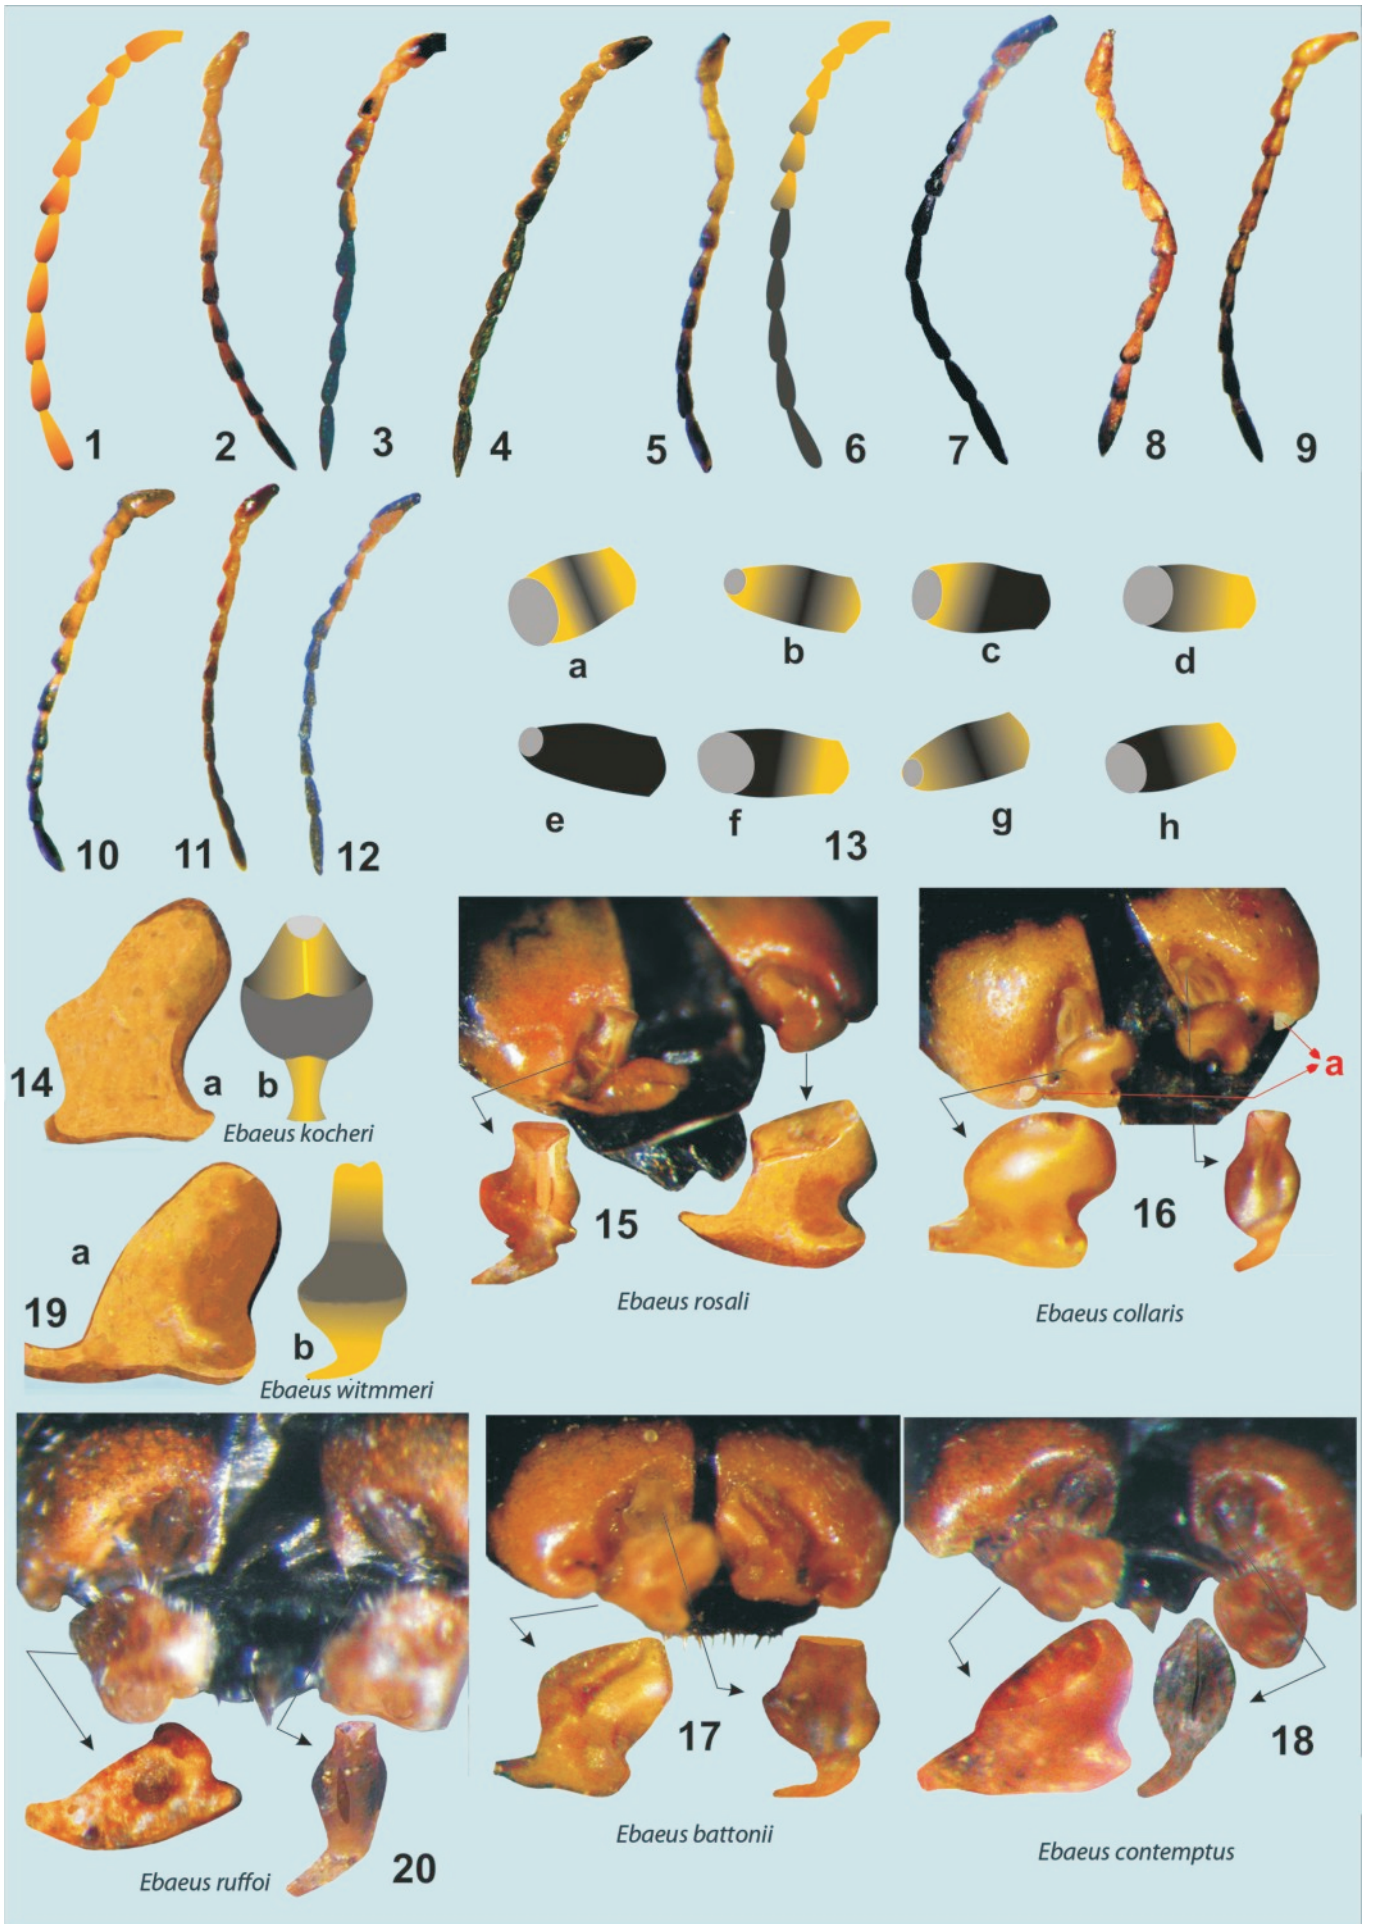 1 2 3 4 5 6 7 8 9
a b c d
e f g h
10 11 12 13
14 a b
Ebaeus kocheri
a
15 16
a
19
b
Ebaeus rosali
Ebaeus collaris
Ebaeus witmmeri
17 18
20
Ebaeus battonii
Ebaeus contemptus
Ebaeus ruffoi